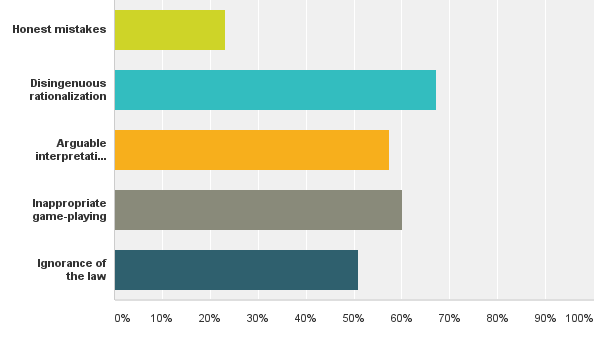 Honest mistakes
Disingenuous
rationalization
Arguable
interpretati...
Inappropriate
game-playing
Ignorance of
the law
0% 10% 20% 30% 40% 50% 60% 70% 80% 90% 100%